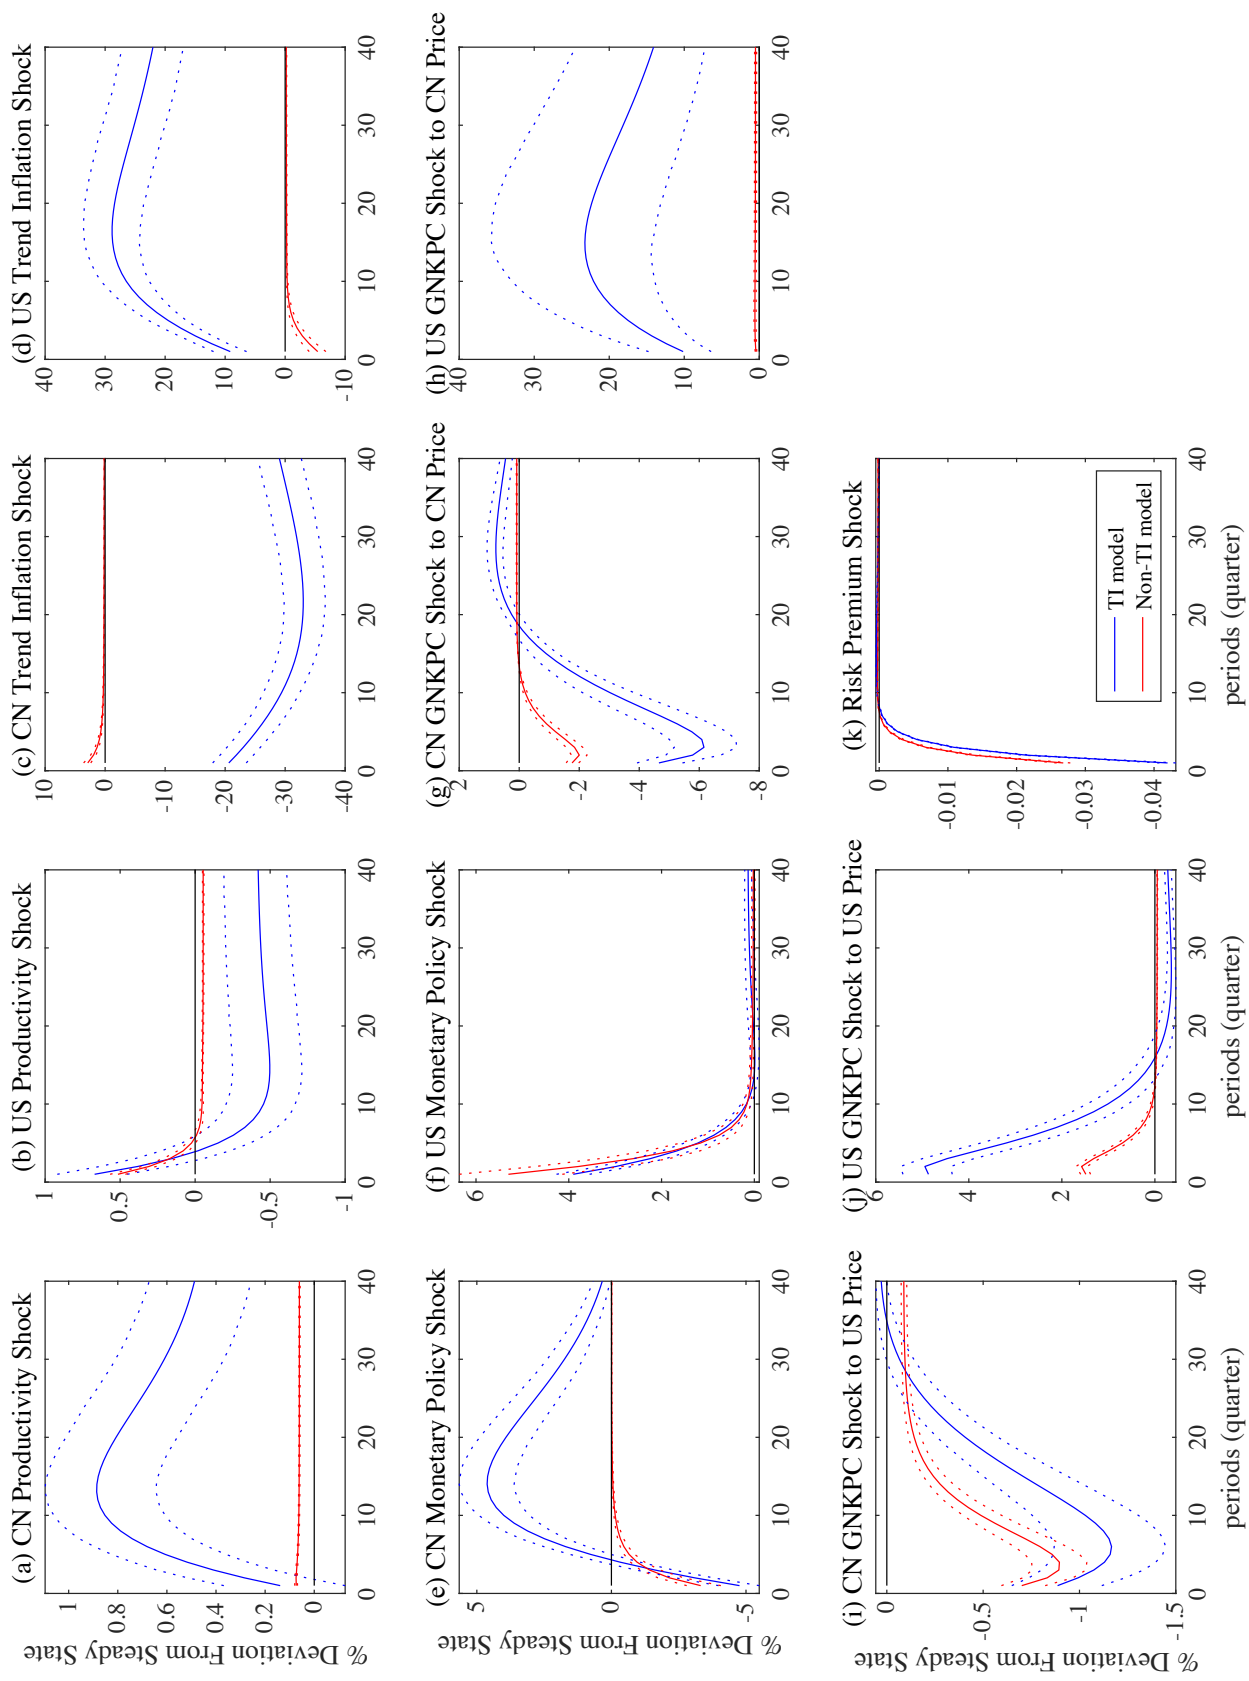 (a) CN Productivity Shock
% Deviation From Steady State
1
0.8
0.6
0.4
0.2
0
0 10 20 30 40
(b) US Productivity Shock
1
0.5
0
-0.5
-1
0 10 20 30 40
(c) CN Trend Inflation Shock
10
0
-10
-20
-30
-40
0 10 20 30 40
(d) US Trend Inflation Shock
40
30
20
10
0
-10
0 10 20 30 40
(e) CN Monetary Policy Shock
% Deviation From Steady State
5
0
-5
0 10 20 30 40
(f) US Monetary Policy Shock
6
4
2
0
0 10 20 30 40
(g) CN GNKPC Shock to CN Price
2
0
-2
-4
-6
-8
0 10 20 30 40
(h) US GNKPC Shock to CN Price
40
30
20
10
0
0 10 20 30 40
(i) CN GNKPC Shock to US Price
% Deviation From Steady State
0
-0.5
-1
-1.5
0 10 20 30 40
periods (quarter)
(j) US GNKPC Shock to US Price
6
4
2
0
0 10 20 30 40
periods (quarter)
(k) Risk Premium Shock
0
-0.01
-0.02
-0.03
-0.04
TI model
Non-TI model
0 10 20 30 40
periods (quarter)